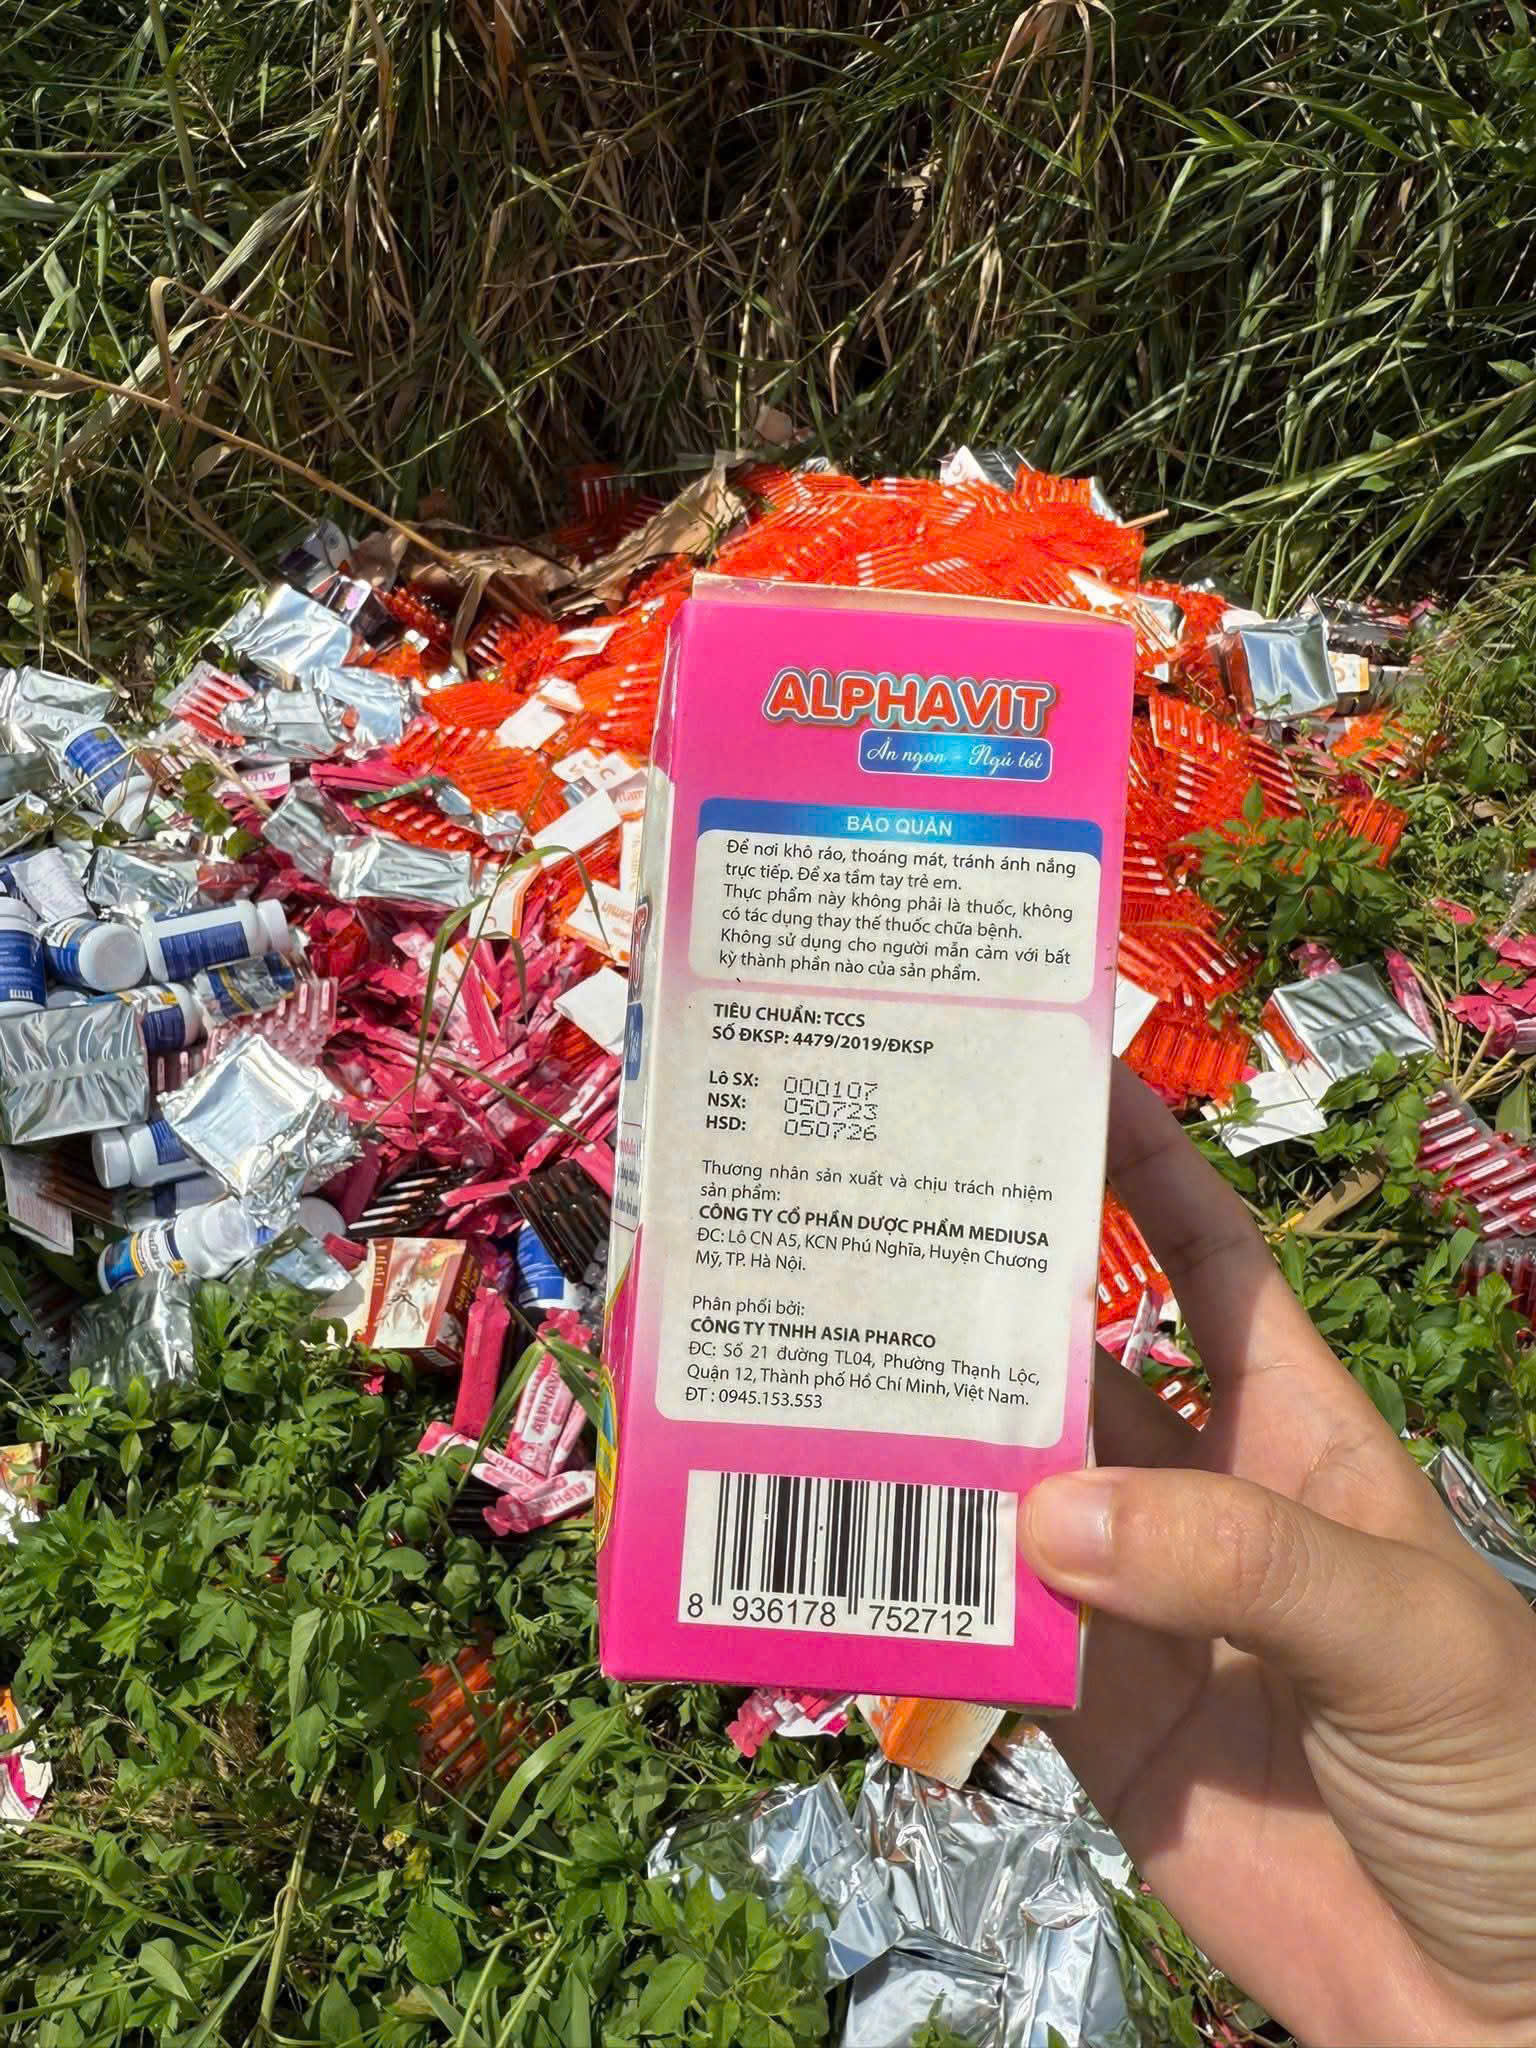 ALPHAVIT
Ăn ngon - Ngủ tốt
BẢO QUẢN
Để nơi khô ráo, thoáng mát, tránh ánh nắng
trực tiếp. Để xa tầm tay trẻ em.
Thực phẩm này không phải là thuốc, không
có tác dụng thay thế thuốc chữa bệnh.
Không sử dụng cho người mẫn cảm với bất
kỳ thành phần nào của sản phẩm.
TIÊU CHUẨN: TCCS
SỐ ĐKSP: 4479/2019/ĐKSP
Lô SX: 000107
NSX: 050723
HSD: 050726
Thương nhân sản xuất và chịu trách nhiệm
sản phẩm:
CÔNG TY CỔ PHẦN DƯỢC PHẨM MEDIUSA
ĐC: Lô CN A5, KCN Phú Nghĩa, Huyện Chương
Mỹ, TP. Hà Nội.
Phân phối bởi:
CÔNG TY TNHH ASIA PHARCO
ĐC: Số 21 đường TL04, Phường Thạnh Lộc,
Quận 12, Thành phố Hồ Chí Minh, Việt Nam.
ĐT : 0945.153.553
8 936178 752712